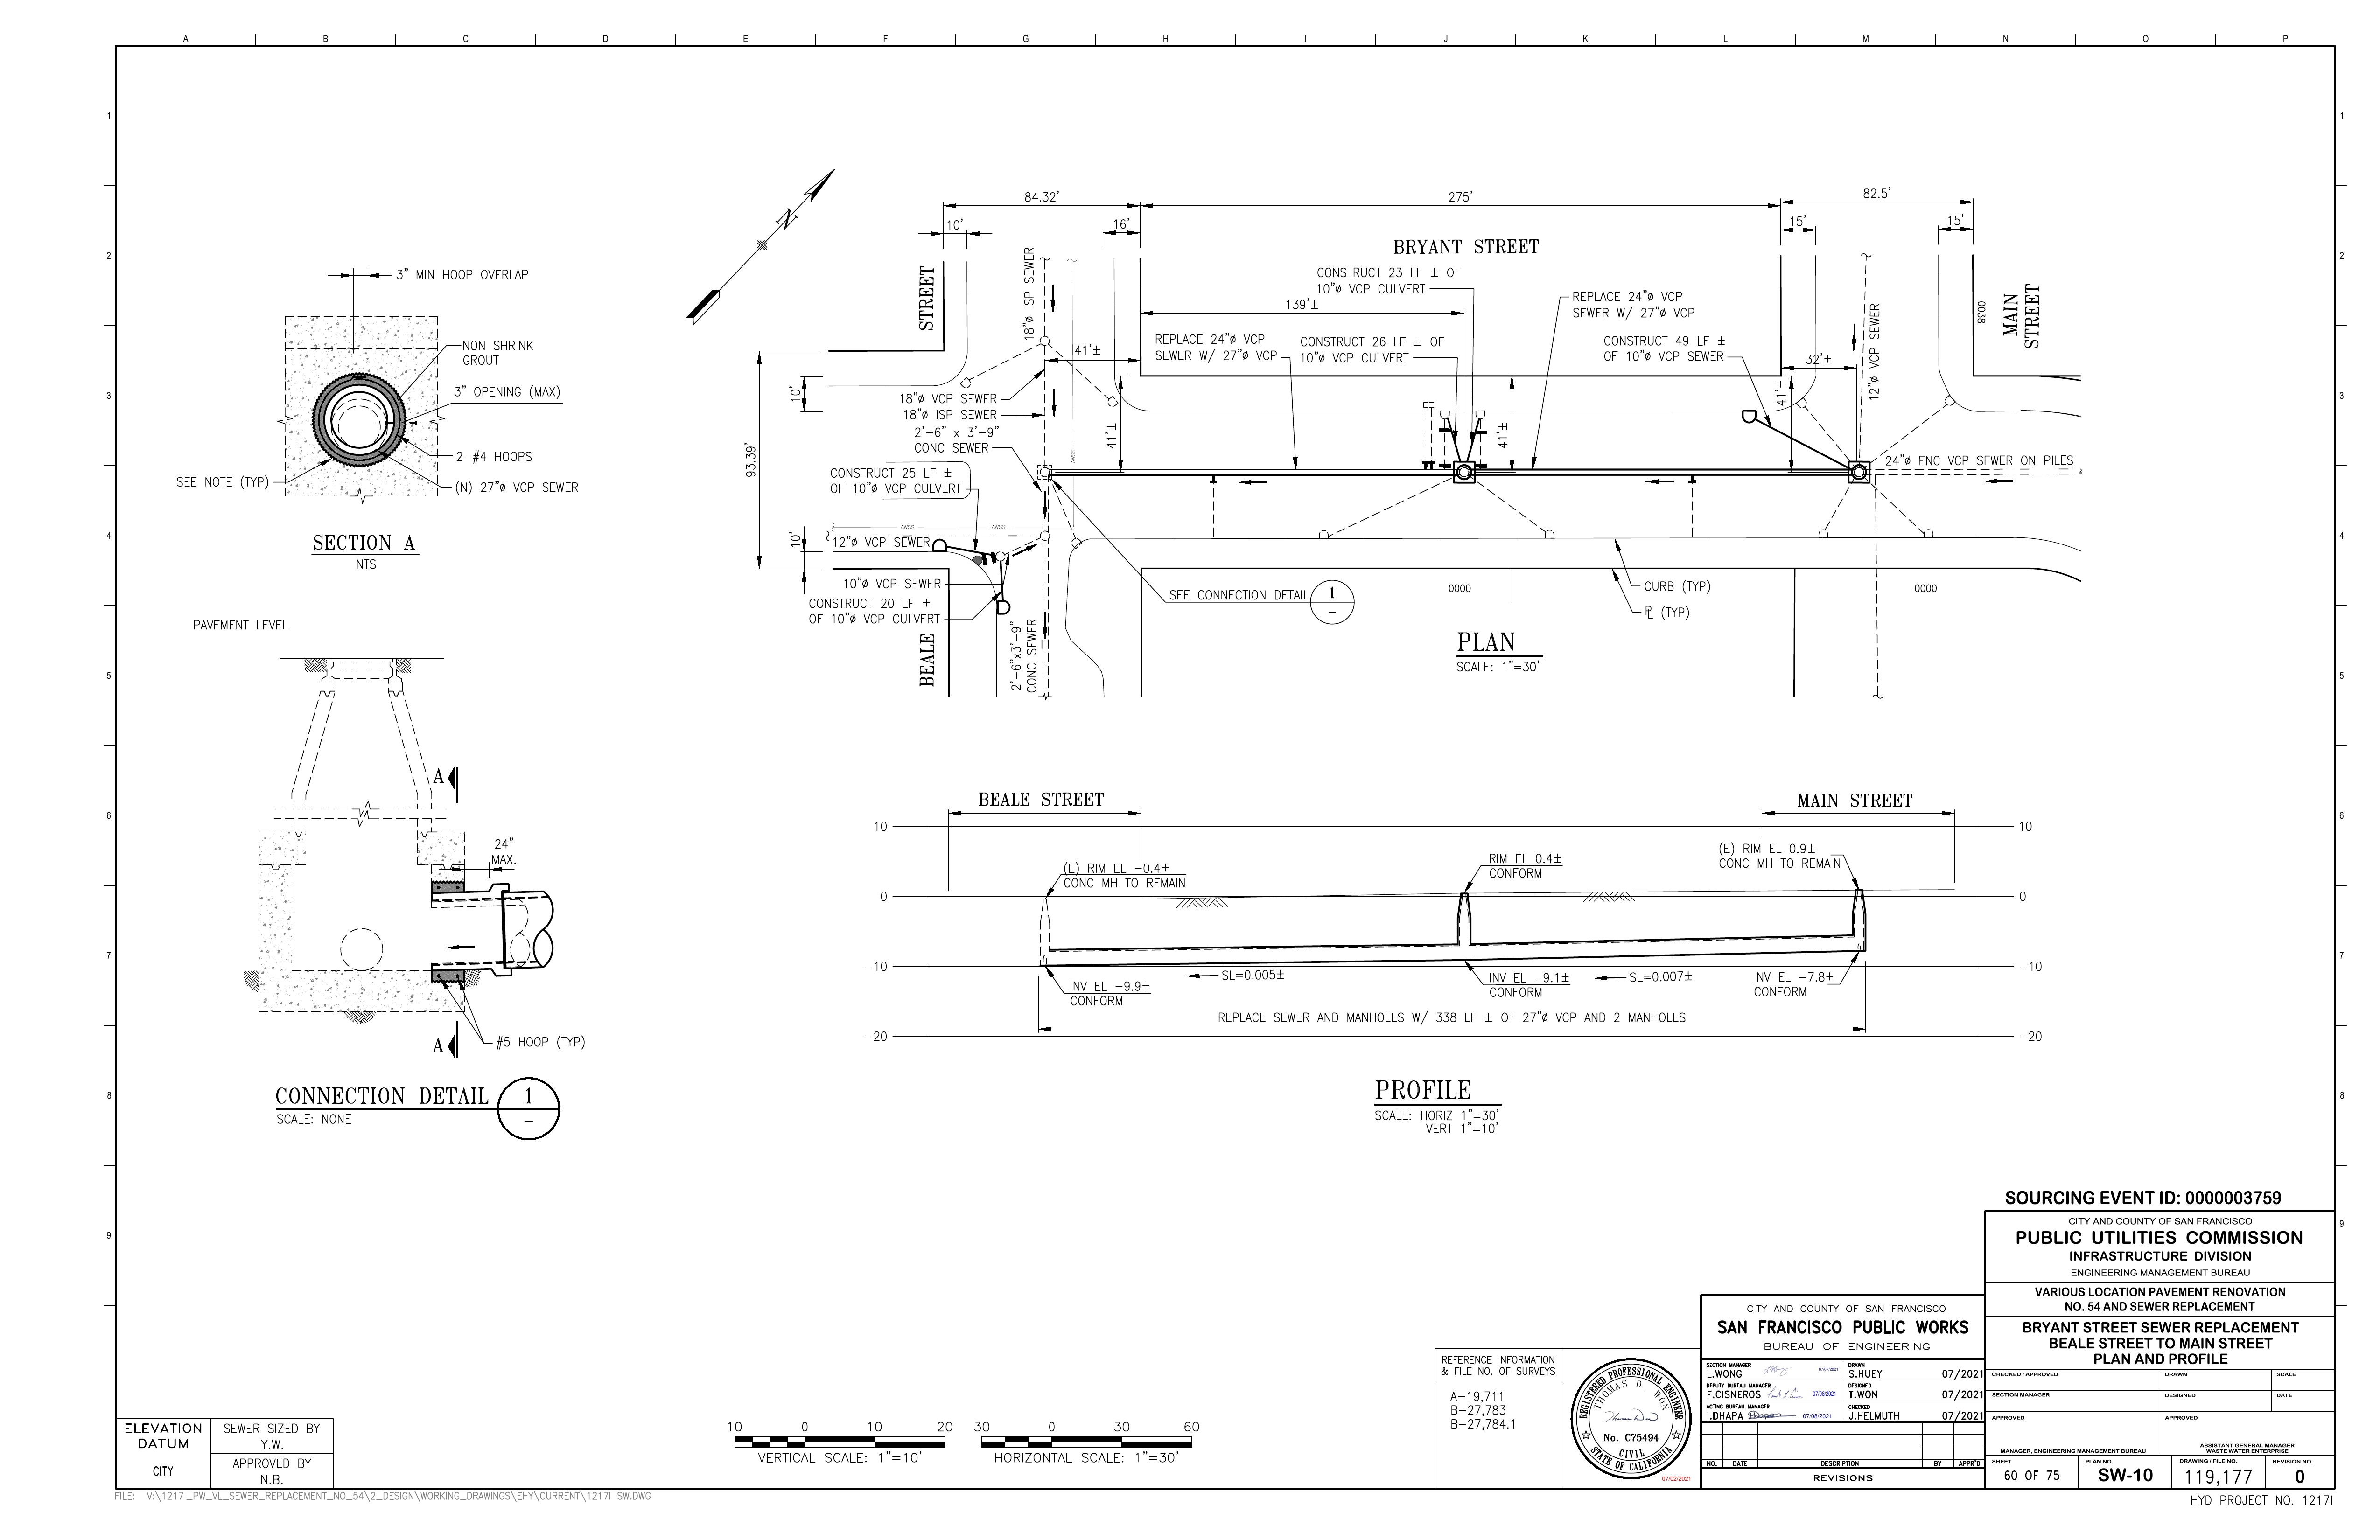 A B C D E F G H I J K L M N O P
1
2
3
4
5
6
7
8
9
1
2
3
4
5
6
7
8
9
3" MIN HOOP OVERLAP
NON SHRINK
GROUT
3" OPENING (MAX)
2-#4 HOOPS
SEE NOTE (TYP)
(N) 27"ø VCP SEWER
SECTION A
NTS
PAVEMENT LEVEL
A
24"
MAX.
A
#5 HOOP (TYP)
CONNECTION DETAIL
1
–
SCALE: NONE
N
84.32'
275'
82.5'
10'
16'
15'
15'
BRYANT STREET
STREET
BEALE
MAIN
STREET
0038
18"ø ISP SEWER
CONSTRUCT 23 LF ± OF
10"ø VCP CULVERT
139'±
REPLACE 24"ø VCP
SEWER W/ 27"ø VCP
REPLACE 24"ø VCP
SEWER W/ 27"ø VCP
CONSTRUCT 26 LF ± OF
10"ø VCP CULVERT
CONSTRUCT 49 LF ±
OF 10"ø VCP SEWER
12"ø VCP SEWER
41'±
32'±
41'±
41'±
41'±
10'
93.39'
10'
18"ø VCP SEWER
18"ø ISP SEWER
2'-6" x 3'-9"
CONC SEWER
CONSTRUCT 25 LF ±
OF 10"ø VCP CULVERT
AWSS
AWSS
AWSS
12"ø VCP SEWER
10"ø VCP SEWER
CONSTRUCT 20 LF ±
OF 10"ø VCP CULVERT
2'-6"x3'-9"
CONC SEWER
24"ø ENC VCP SEWER ON PILES
SEE CONNECTION DETAIL
1
–
0000
0000
CURB (TYP)
PL (TYP)
PLAN
SCALE: 1"=30'
BEALE STREET
MAIN STREET
10
10
0
0
-10
-10
-20
-20
(E) RIM EL -0.4±
CONC MH TO REMAIN
RIM EL 0.4±
CONFORM
(E) RIM EL 0.9±
CONC MH TO REMAIN
INV EL -9.9±
CONFORM
SL=0.005±
INV EL -9.1±
CONFORM
SL=0.007±
INV EL -7.8±
CONFORM
REPLACE SEWER AND MANHOLES W/ 338 LF ± OF 27"ø VCP AND 2 MANHOLES
PROFILE
SCALE: HORIZ 1"=30'
VERT 1"=10'
SOURCING EVENT ID: 0000003759
CITY AND COUNTY OF SAN FRANCISCO
PUBLIC UTILITIES COMMISSION
INFRASTRUCTURE DIVISION
ENGINEERING MANAGEMENT BUREAU
VARIOUS LOCATION PAVEMENT RENOVATION
NO. 54 AND SEWER REPLACEMENT
BRYANT STREET SEWER REPLACEMENT
BEALE STREET TO MAIN STREET
PLAN AND PROFILE
CHECKED / APPROVED
DRAWN
SCALE
SECTION MANAGER
DESIGNED
DATE
APPROVED
APPROVED
MANAGER, ENGINEERING MANAGEMENT BUREAU
ASSISTANT GENERAL MANAGER
WASTE WATER ENTERPRISE
SHEET
60 OF 75
PLAN NO.
SW-10
DRAWING / FILE NO.
119,177
REVISION NO.
0
HYD PROJECT NO. 1217I
CITY AND COUNTY OF SAN FRANCISCO
SAN FRANCISCO PUBLIC WORKS
BUREAU OF ENGINEERING
SECTION MANAGER
L.WONG
07/07/2021
DRAWN
S.HUEY 07/2021
DEPUTY BUREAU MANAGER
F.CISNEROS
07/08/2021
DESIGNED
T.WON 07/2021
ACTING BUREAU MANAGER
I.DHAPA
07/08/2021
CHECKED
J.HELMUTH 07/2021
NO. DATE DESCRIPTION BY APPR'D
REVISIONS
REFERENCE INFORMATION
& FILE NO. OF SURVEYS
A-19,711
B-27,783
B-27,784.1
REGISTERED PROFESSIONAL ENGINEER
THOMAS D. WON
No. C75494
CIVIL
STATE OF CALIFORNIA
07/02/2021
10 0 10 20
VERTICAL SCALE: 1"=10'
30 0 30 60
HORIZONTAL SCALE: 1"=30'
ELEVATION
DATUM
CITY
SEWER SIZED BY
Y.W.
APPROVED BY
N.B.
FILE: V:\1217I_PW_VL_SEWER_REPLACEMENT_NO_54\2_DESIGN\WORKING_DRAWINGS\EHY\CURRENT\1217I SW.DWG